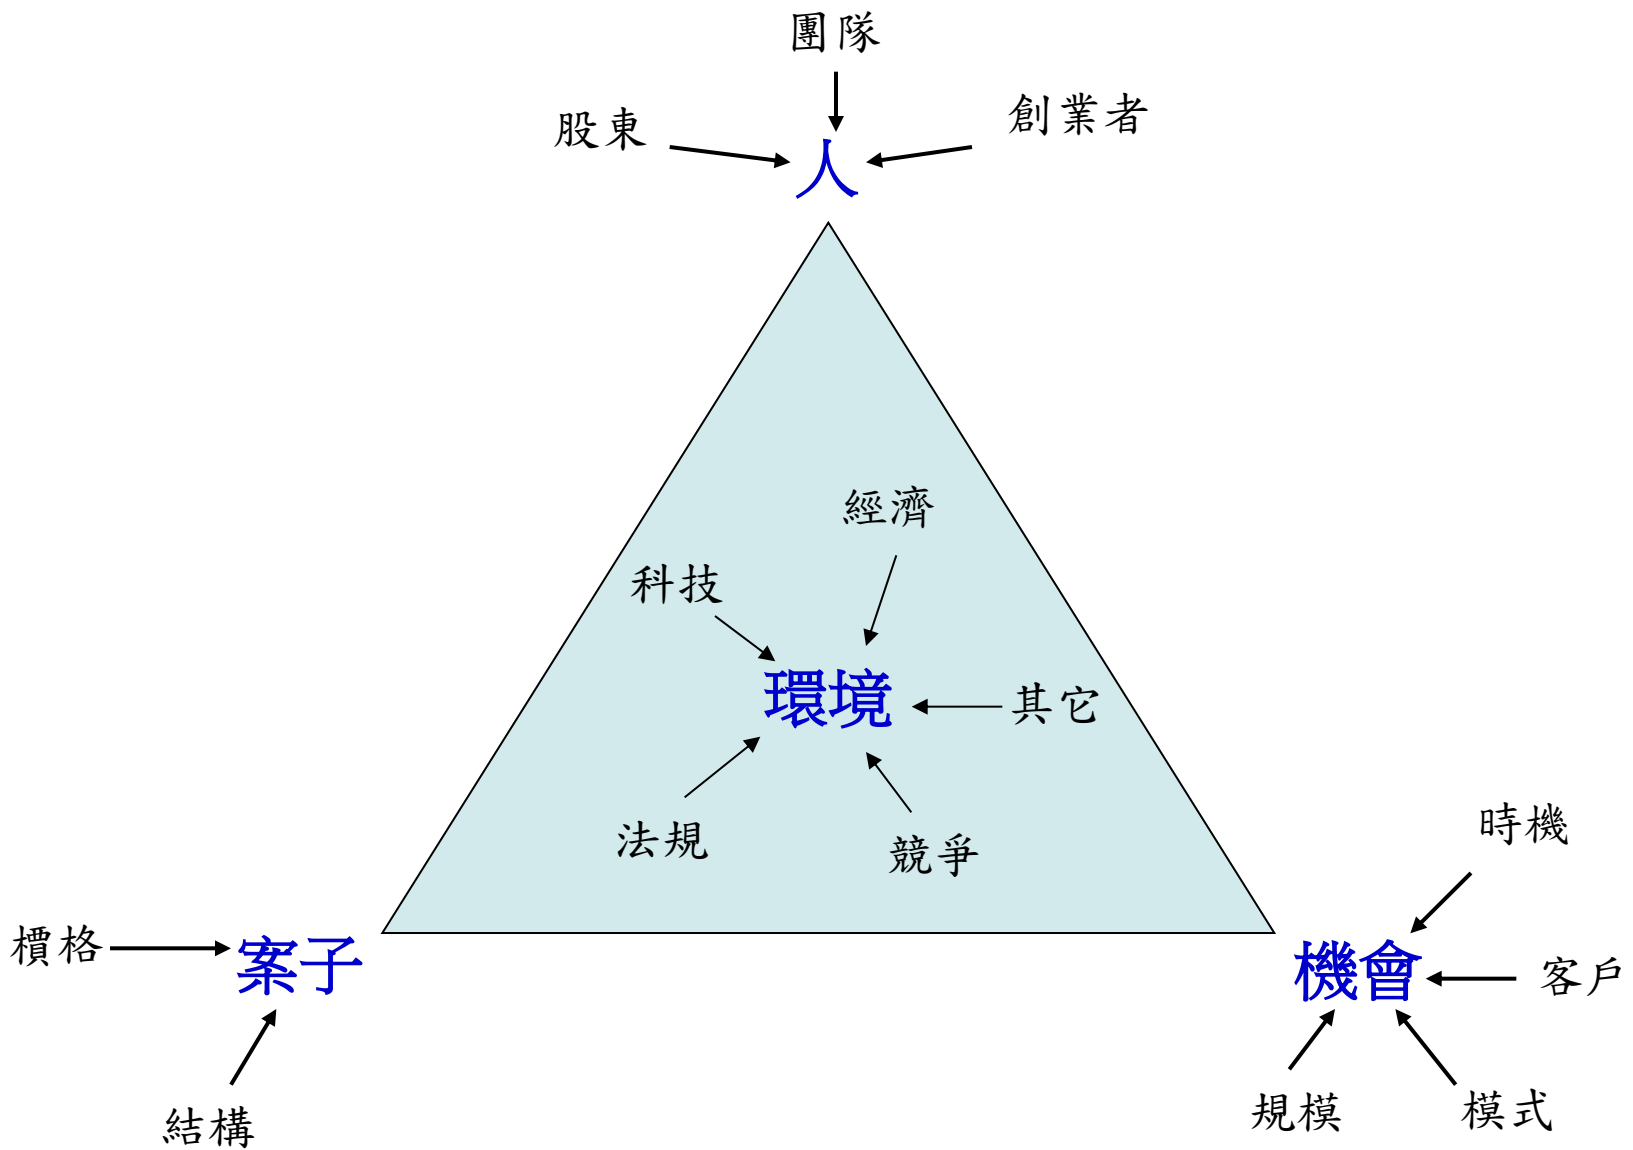 團隊
創業者
股東
人
經濟
科技
環境
其它
法規
競爭
時機
槓格
案子
機會
客戶
結構
規模
模式